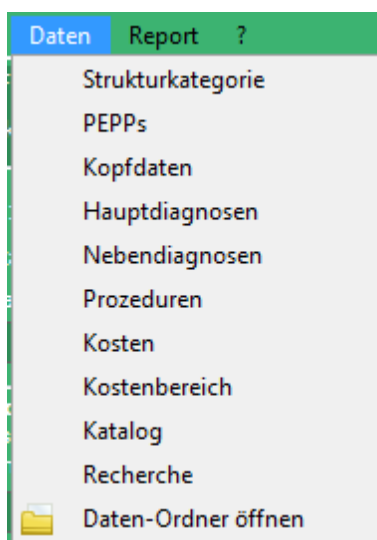 Daten Report ?
Strukturkategorie
PEPPs
Kopfdaten
Hauptdiagnosen
Nebendiagnosen
Prozeduren
Kosten
Kostenbereich
Katalog
Recherche
Daten-Ordner öffnen